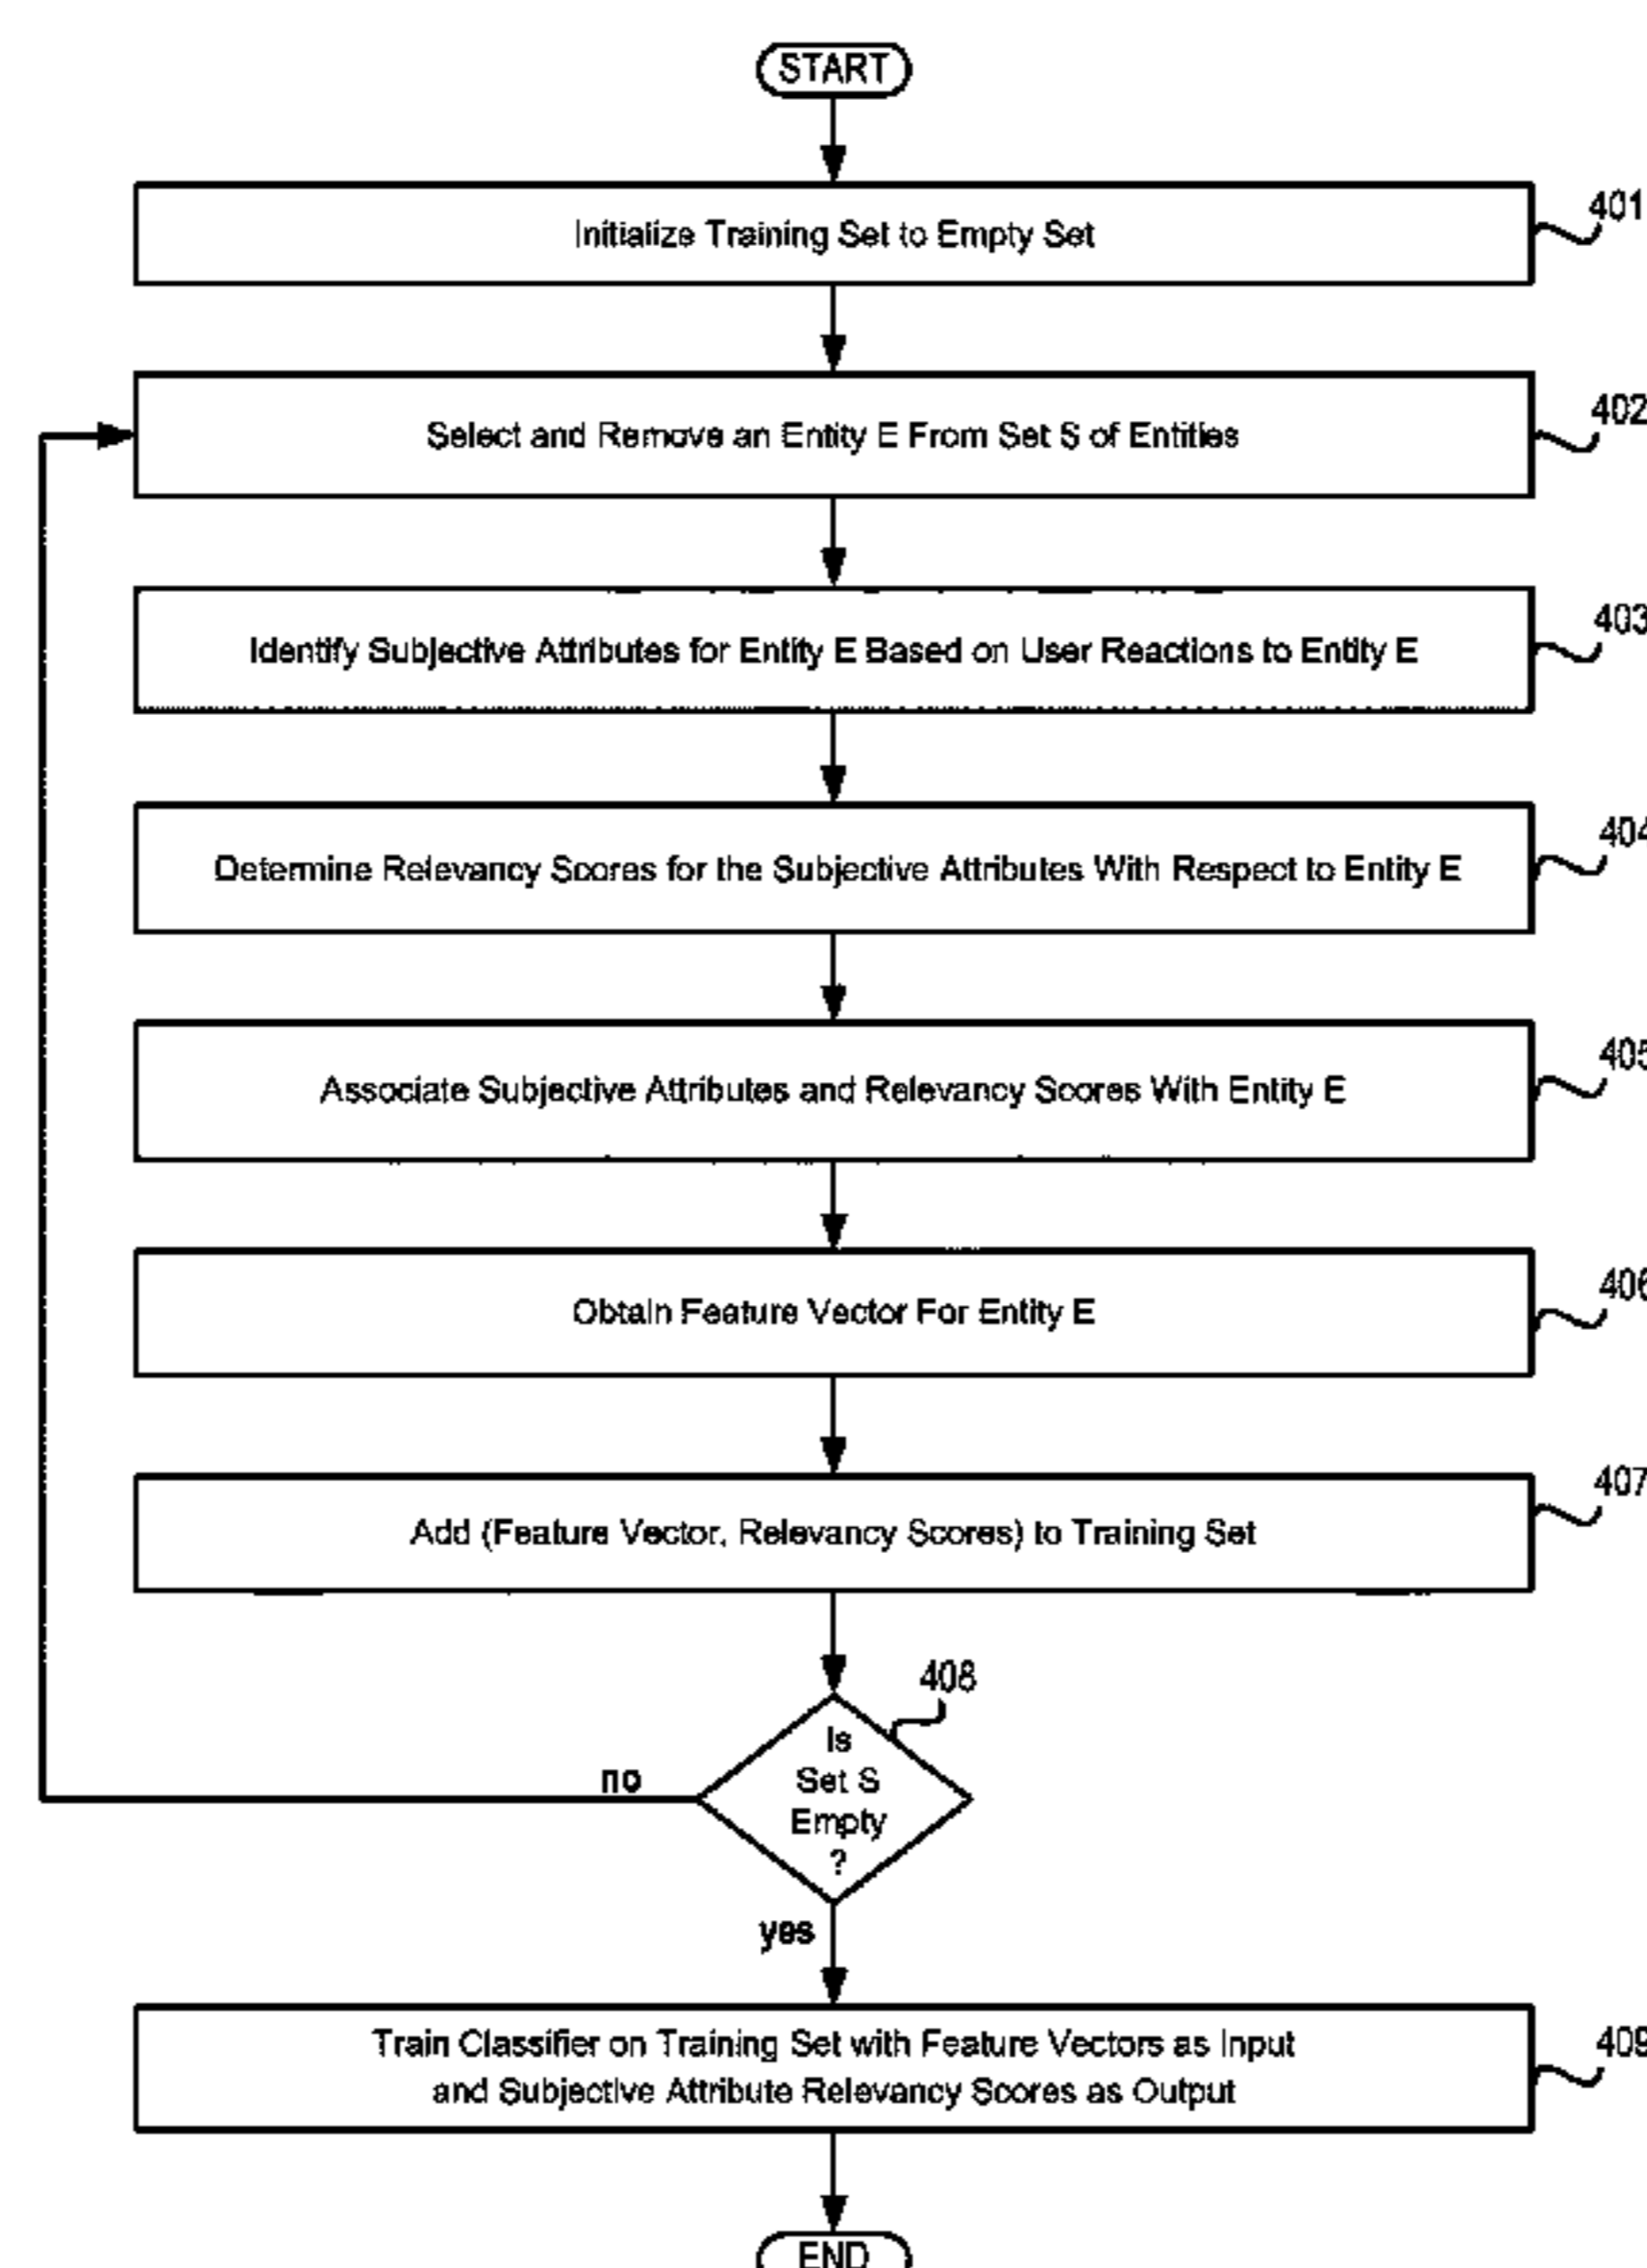 START
Initialize Training Set to Empty Set
401
Select and Remove an Entity E From Set S of Entities
402
Identify Subjective Attributes for Entity E Based on User Reactions to Entity E
403
Determine Relevancy Scores for the Subjective Attributes With Respect to Entity E
404
Associate Subjective Attributes and Relevancy Scores With Entity E
405
Obtain Feature Vector For Entity E
406
Add (Feature Vector, Relevancy Scores) to Training Set
407
408
Is
Set S
Empty
?
no
yes
Train Classifier on Training Set with Feature Vectors as Input
and Subjective Attribute Relevancy Scores as Output
409
END